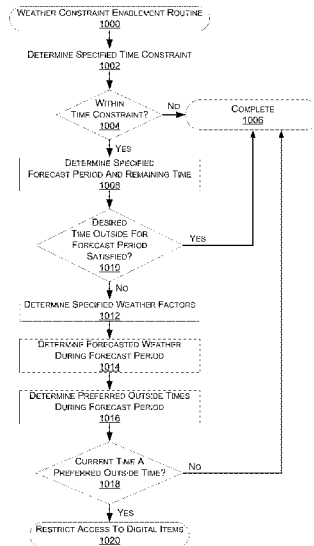 WEATHER CONSTRAINT ENABLEMENT ROUTINE
1000
DETERMINE SPECIFIED TIME CONSTRAINT
1002
WITHIN
TIME CONSTRAINT?
1004
NO
COMPLETE
1006
YES
DETERMINE SPECIFIED
FORECAST PERIOD AND REMAINING TIME
1008
DESIRED
TIME OUTSIDE FOR
FORECAST PERIOD
SATISFIED?
1010
YES
NO
DETERMINE SPECIFIED WEATHER FACTORS
1012
DETERMINE FORECASTED WEATHER
DURING FORECAST PERIOD
1014
DETERMINE PREFERRED OUTSIDE TIMES
DURING FORECAST PERIOD
1016
CURRENT TIME A
PREFERRED OUTSIDE TIME?
1018
NO
YES
RESTRICT ACCESS TO DIGITAL ITEMS
1020